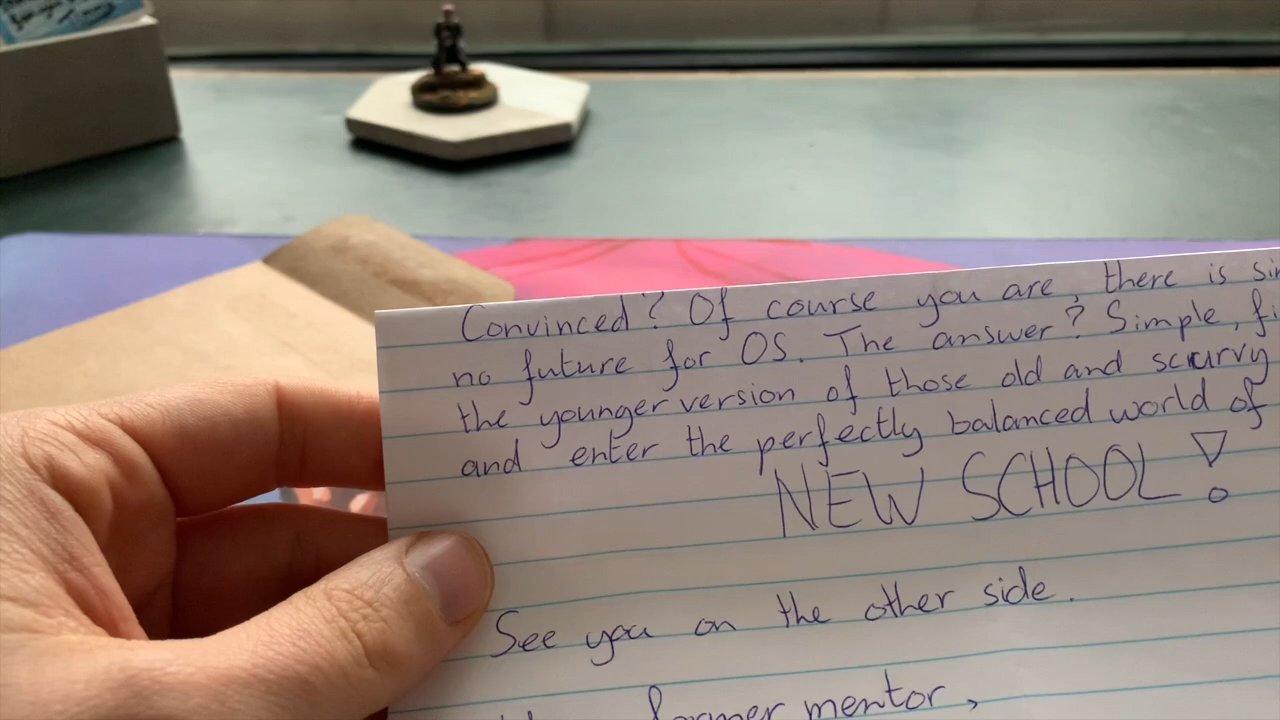 Convinced? Of course you are, there is
no future for OS. The answer? Simple,
the younger version of those old and scurvy
and enter the perfectly balanced world of
NEW SCHOOL!
See you on the other side.
former mentor,